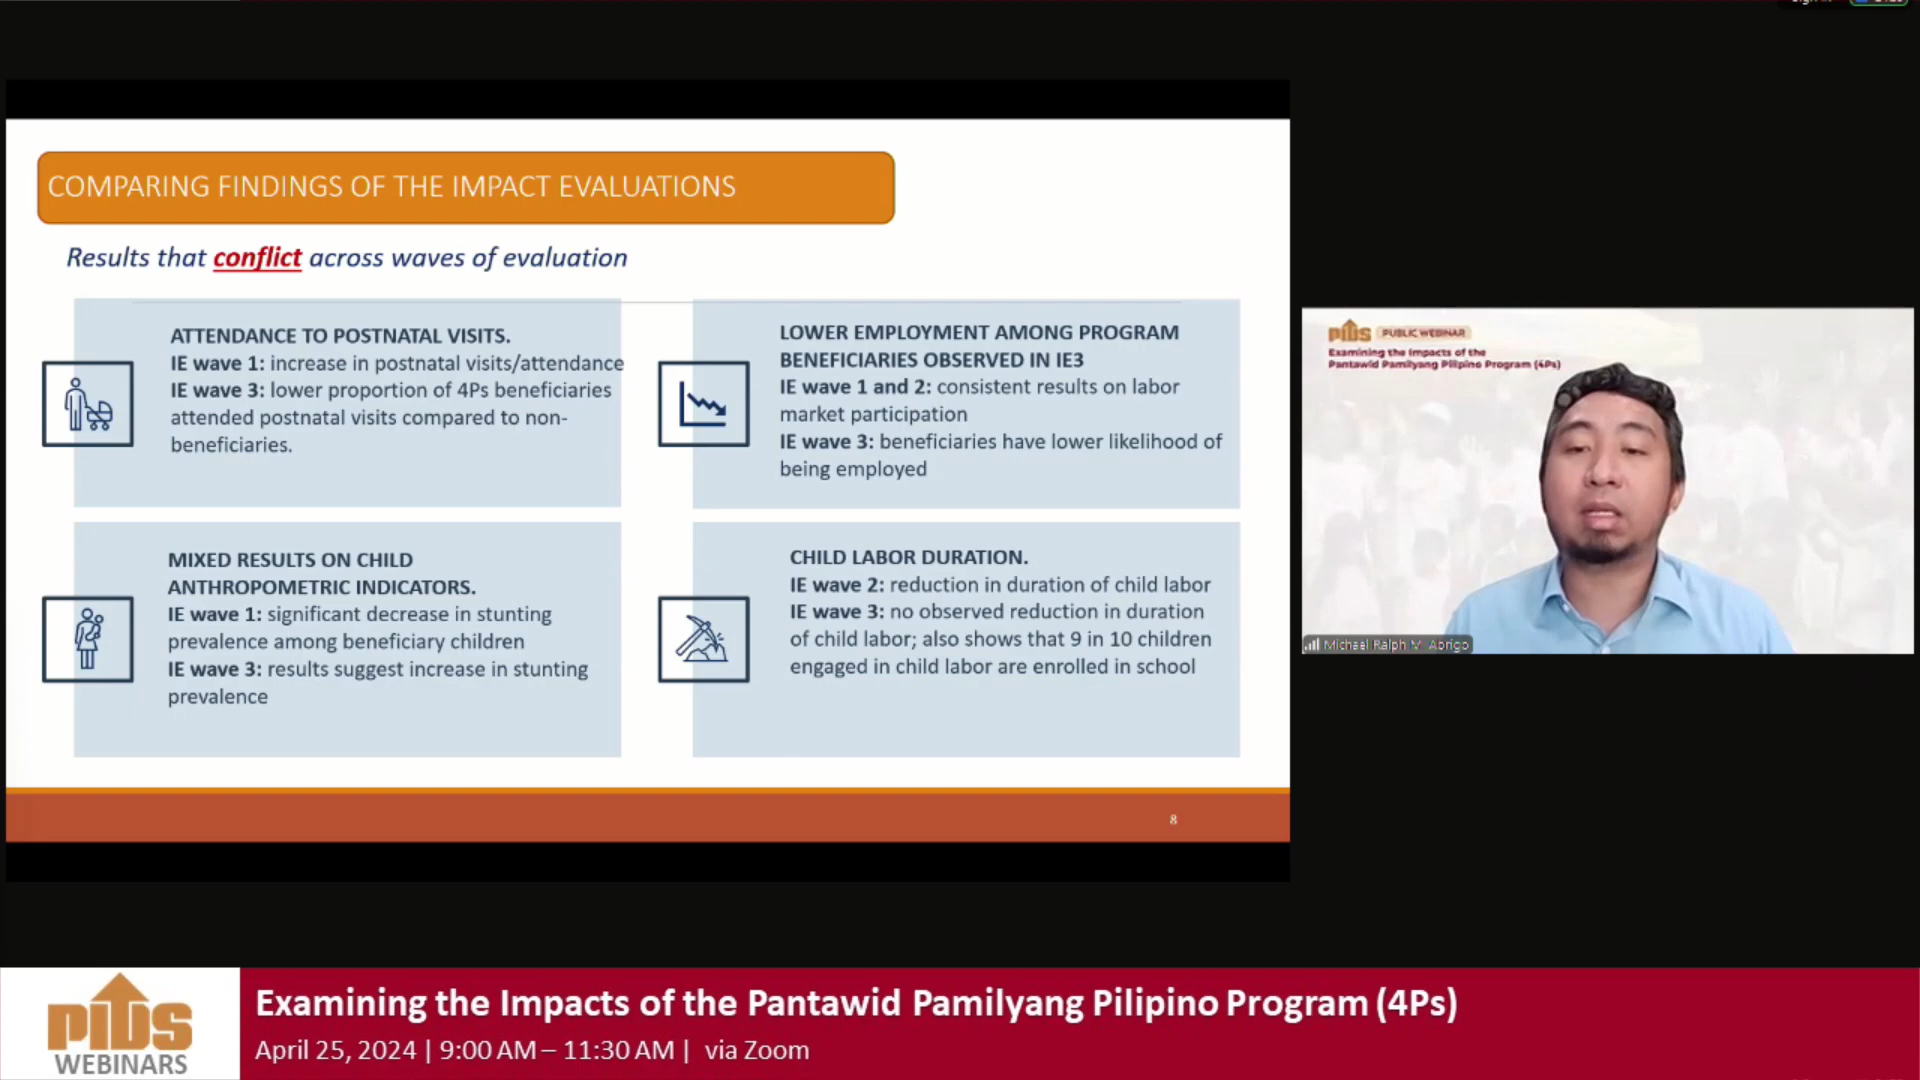 COMPARING FINDINGS OF THE IMPACT EVALUATIONS
Results that conflict across waves of evaluation
ATTENDANCE TO POSTNATAL VISITS.
IE wave 1: increase in postnatal visits/attendance
IE wave 3: lower proportion of 4Ps beneficiaries
attended postnatal visits compared to non-
beneficiaries.
LOWER EMPLOYMENT AMONG PROGRAM
BENEFICIARIES OBSERVED IN IE3
IE wave 1 and 2: consistent results on labor
market participation
IE wave 3: beneficiaries have lower likelihood of
being employed
MIXED RESULTS ON CHILD
ANTHROPOMETRIC INDICATORS.
IE wave 1: significant decrease in stunting
prevalence among beneficiary children
IE wave 3: results suggest increase in stunting
prevalence
CHILD LABOR DURATION.
IE wave 2: reduction in duration of child labor
IE wave 3: no observed reduction in duration
of child labor; also shows that 9 in 10 children
engaged in child labor are enrolled in school
8
PIDS PUBLIC WEBINAR
Examining the Impacts of the
Pantawid Pamilyang Pilipino Program (4Ps)
Michael Ralph M. Abrigo
PIDS
WEBINARS
Examining the Impacts of the Pantawid Pamilyang Pilipino Program (4Ps)
April 25, 2024 | 9:00 AM – 11:30 AM | via Zoom